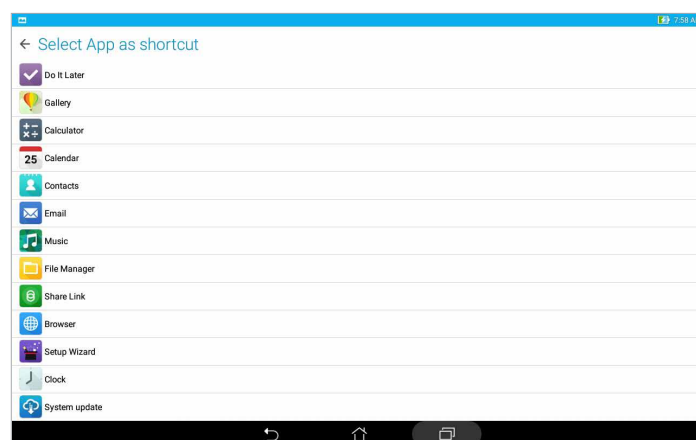 7:58 A
Select App as shortcut
Do It Later
Gallery
Calculator
25 Calendar
Contacts
Email
Music
File Manager
Share Link
Browser
Setup Wizard
Clock
System update